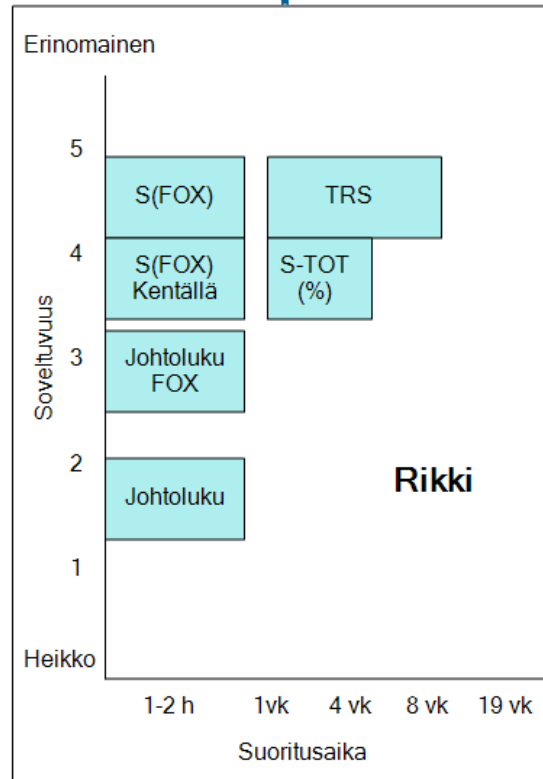 Erinomainen
5
S(FOX)
TRS
4
S(FOX)
Kentällä
S-TOT
(%)
Soveltuvuus
3
Johtoluku
FOX
2
Johtoluku
Rikki
1
Heikko
1-2 h
1vk
4 vk
8 vk
19 vk
Suoritusaika